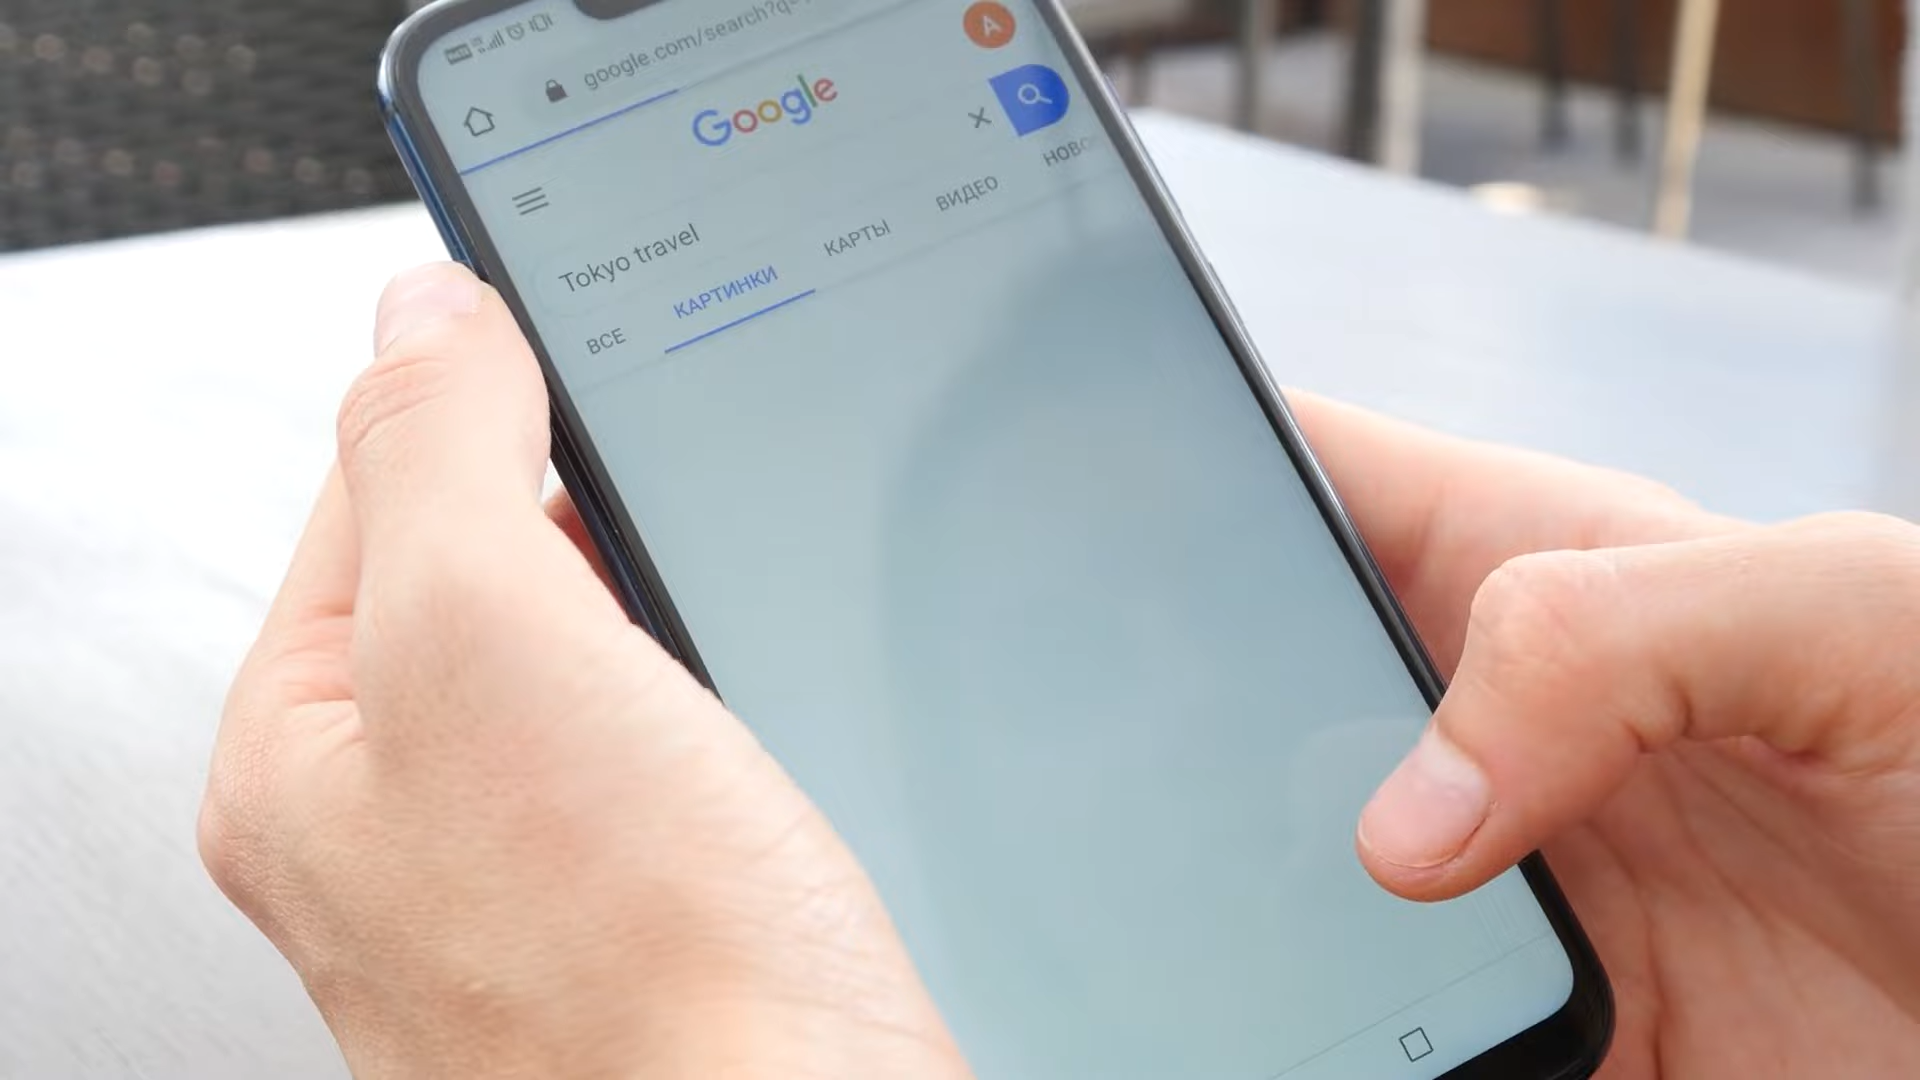 google.com/search?q=
A
Google
Tokyo travel
ВСЕ КАРТИНКИ КАРТЫ ВИДЕО НОВО